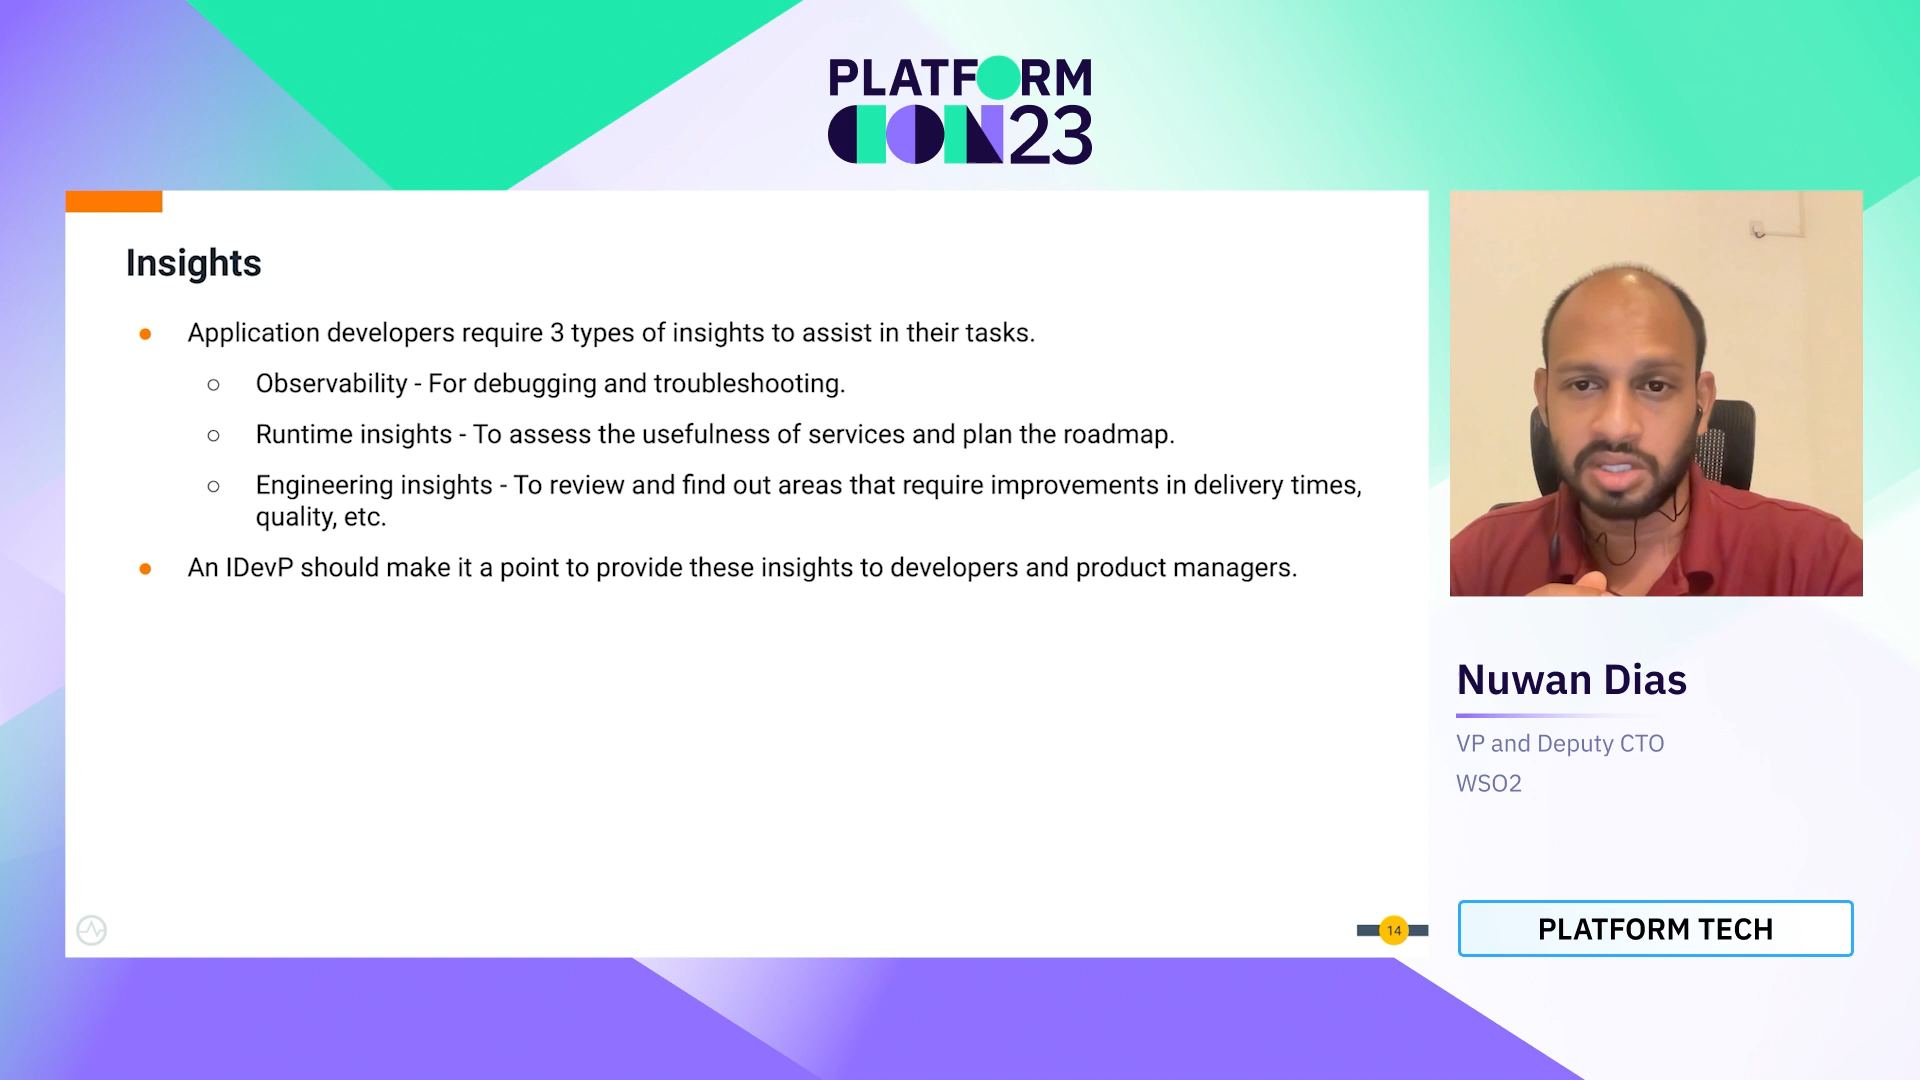 PLATFORM
CON23
Insights
● Application developers require 3 types of insights to assist in their tasks.
○ Observability - For debugging and troubleshooting.
○ Runtime insights - To assess the usefulness of services and plan the roadmap.
○ Engineering insights - To review and find out areas that require improvements in delivery times,
quality, etc.
● An IDevP should make it a point to provide these insights to developers and product managers.
14
Nuwan Dias
VP and Deputy CTO
WSO2
PLATFORM TECH